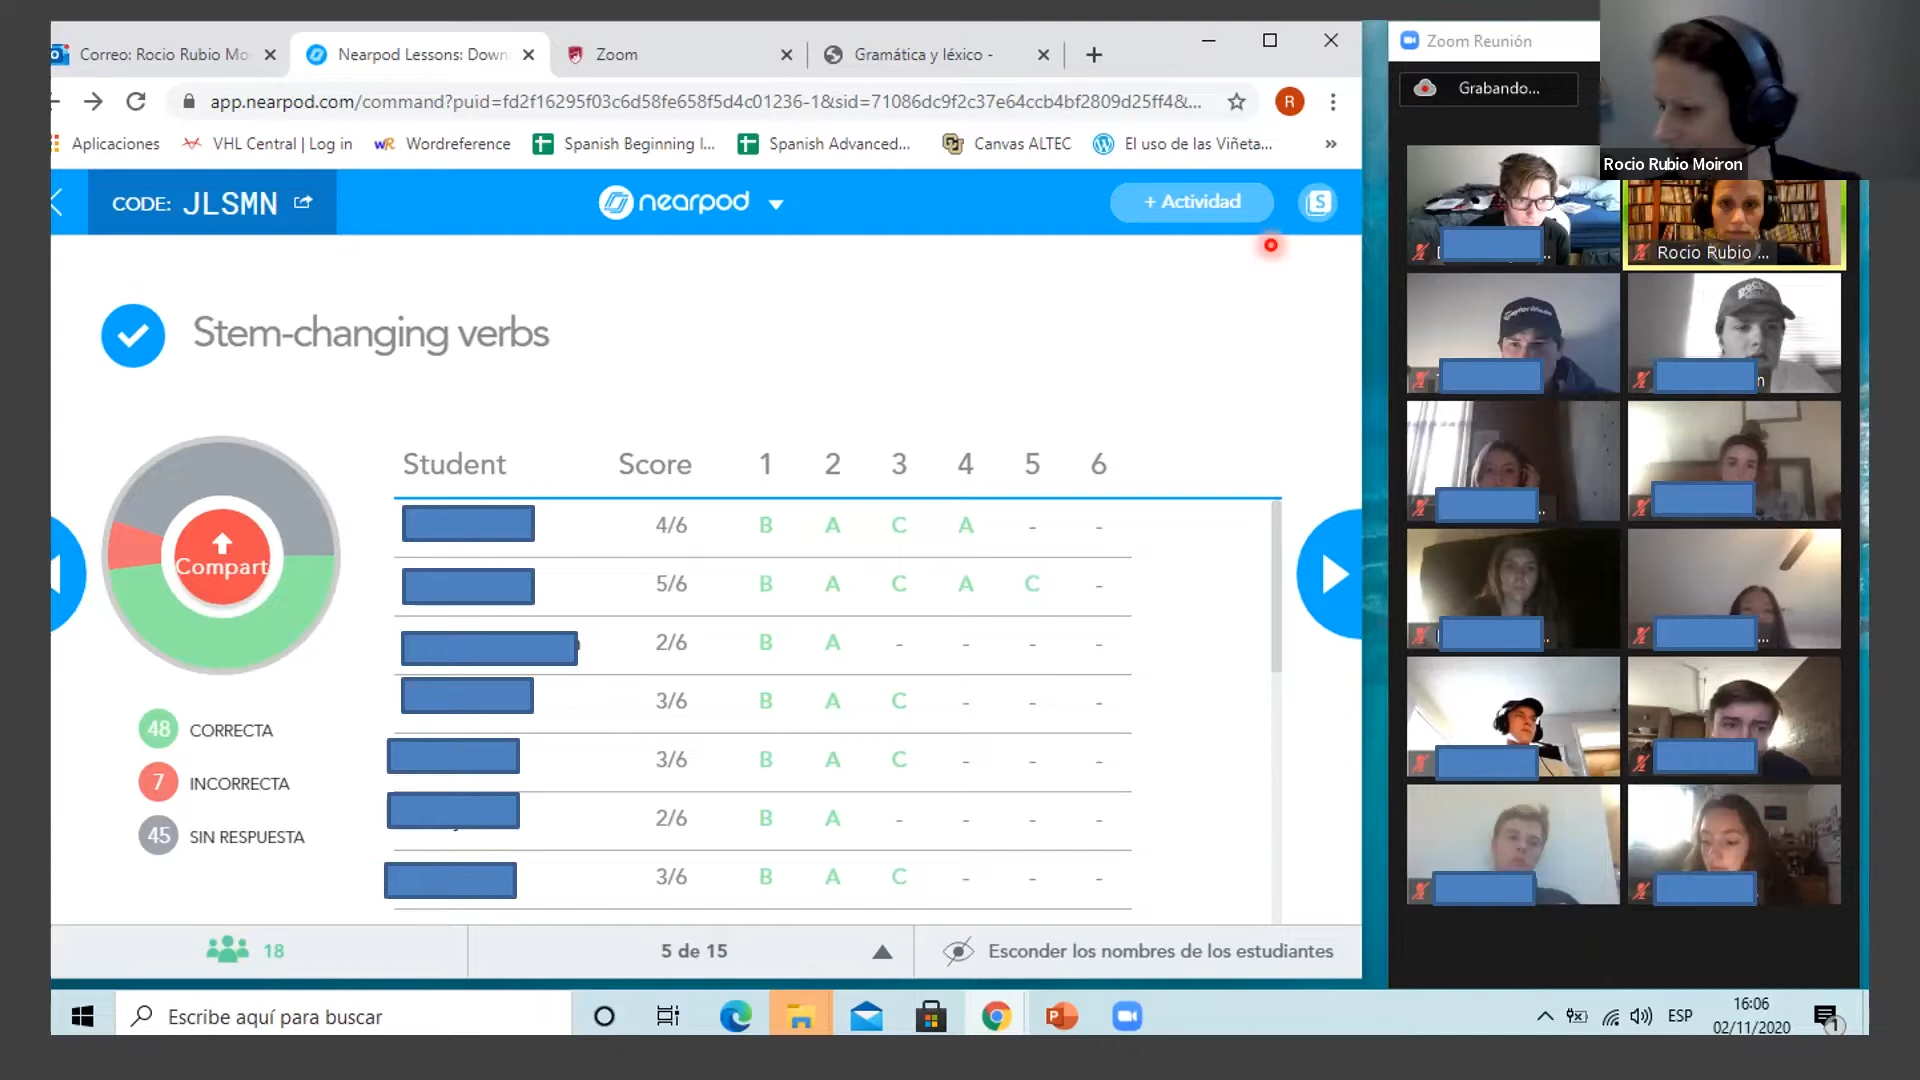 Correo: Rocio Rubio Mo
Nearpod Lessons: Down
Zoom
Gramática y léxico -
app.nearpod.com/command?puid=fd2f16295f03c6d58fe658f5d4c01236-1&sid=71086dc9f2c37e64ccb4bf2809d25ff4&...
R
Aplicaciones
VHL Central | Log in
Wordreference
Spanish Beginning I...
Spanish Advanced...
Canvas ALTEC
El uso de las Viñeta...
»
CODE: JLSMN
nearpod
+ Actividad
S
Stem-changing verbs
Compart
48 CORRECTA
7 INCORRECTA
45 SIN RESPUESTA
Student Score 1 2 3 4 5 6
4/6 B A C A - -
5/6 B A C A C -
2/6 B A - - - -
3/6 B A C - - -
3/6 B A C - - -
2/6 B A - - - -
3/6 B A C - - -
18
5 de 15
Esconder los nombres de los estudiantes
Zoom Reunión
Grabando...
Rocio Rubio Moiron
Rocio Rubio ...
Escribe aquí para buscar
ESP
16:06
02/11/2020
1